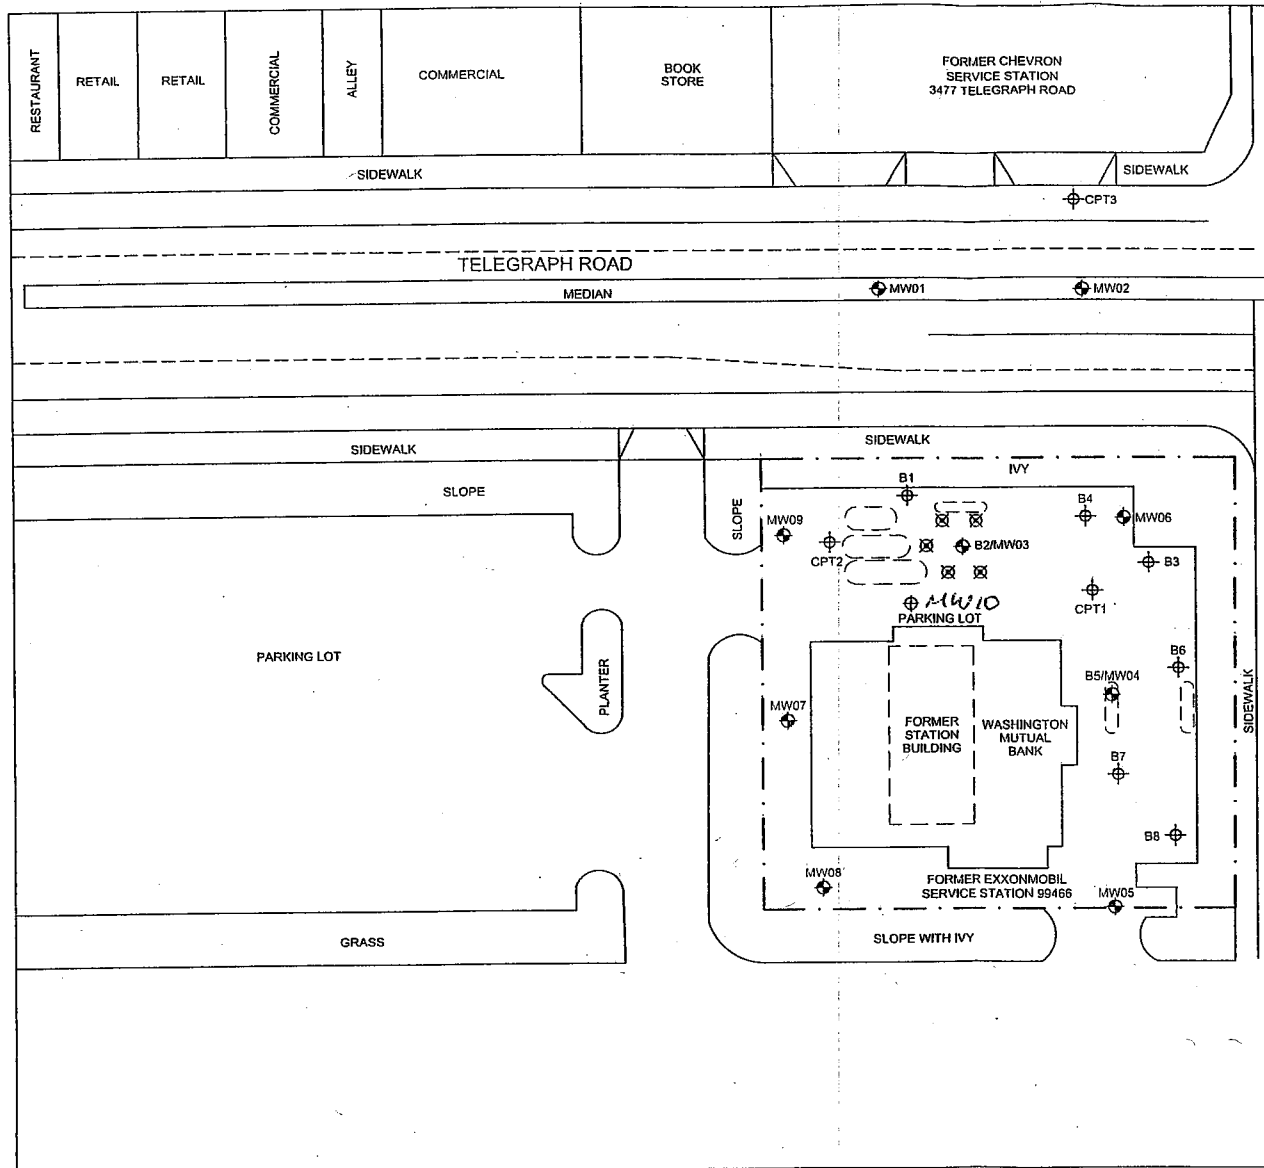 RESTAURANT
RETAIL
RETAIL
COMMERCIAL
ALLEY
COMMERCIAL
BOOK
STORE
FORMER CHEVRON
SERVICE STATION
3477 TELEGRAPH ROAD
SIDEWALK
SIDEWALK
CPT3
TELEGRAPH ROAD
MEDIAN
MW01
MW02
SIDEWALK
SIDEWALK
IVY
SLOPE
SLOPE
B1
B4
MW06
MW09
CPT2
B2/MW03
B3
CPT1
MW10
PARKING LOT
PARKING LOT
PLANTER
B6
B5/MW04
SIDEWALK
MW07
FORMER
STATION
BUILDING
WASHINGTON
MUTUAL
BANK
B7
B8
MW08
FORMER EXXONMOBIL
SERVICE STATION 99466
MW05
GRASS
SLOPE WITH IVY